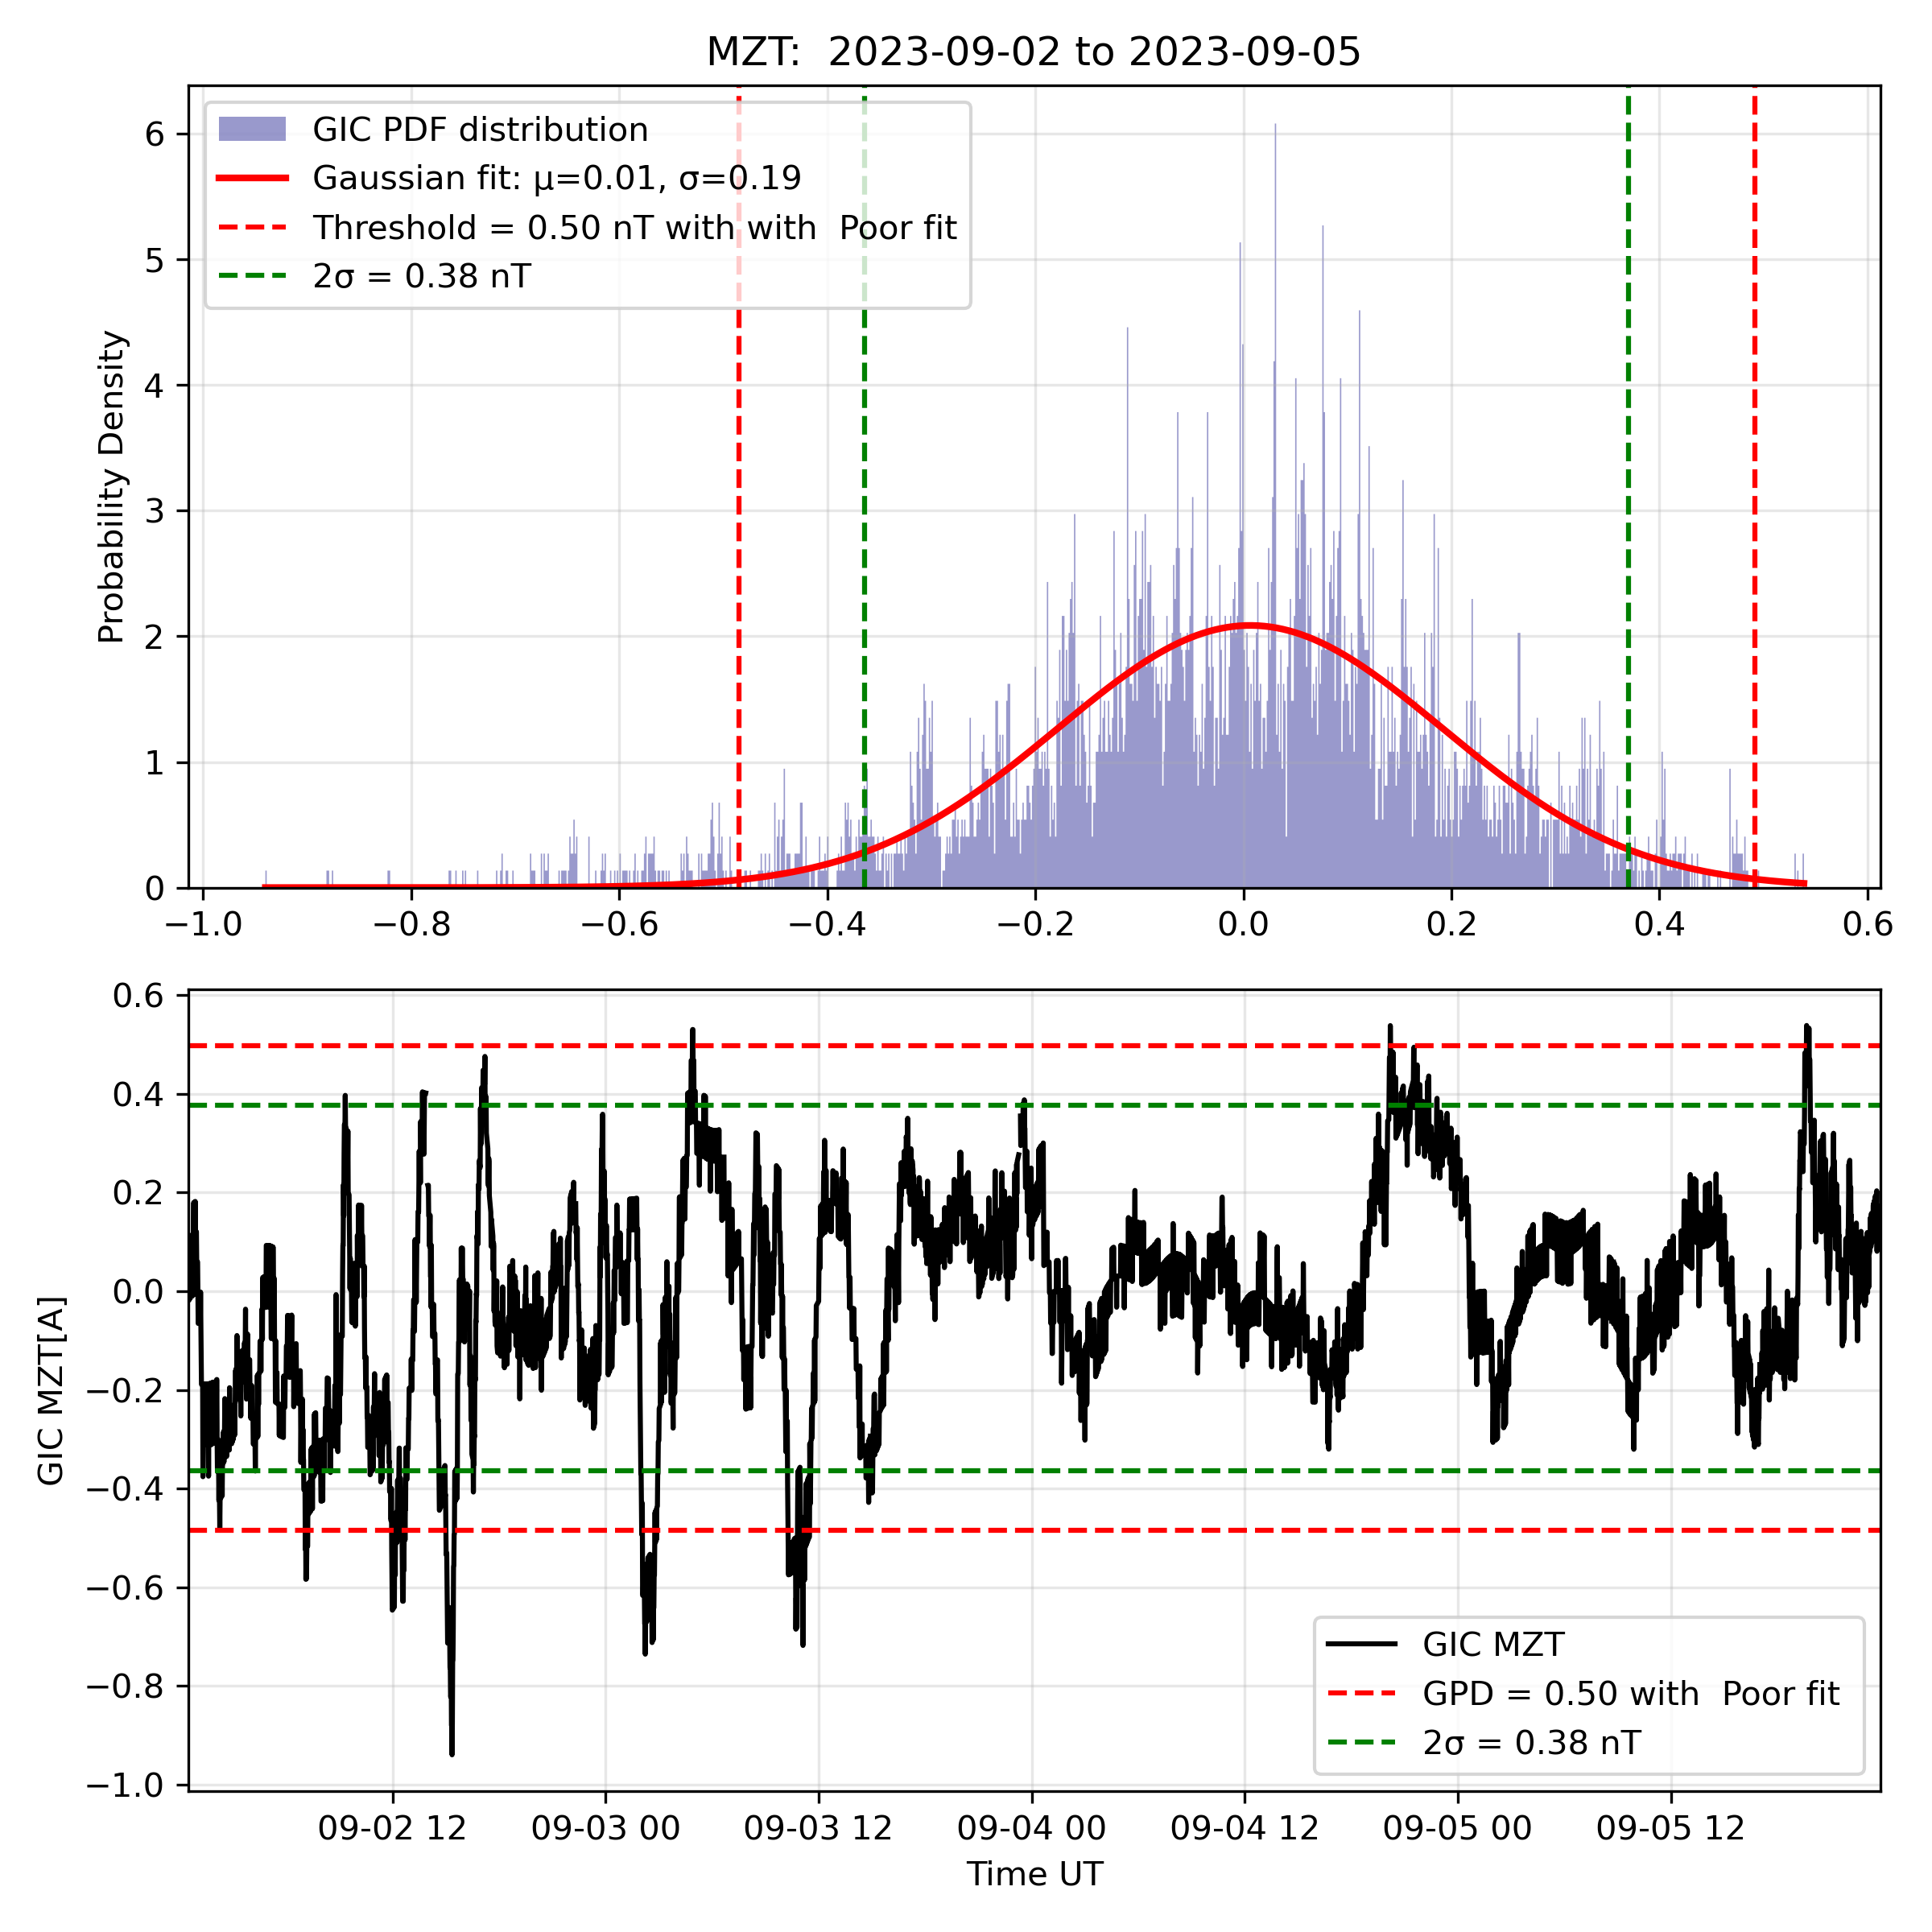 MZT:  2023-09-02 to 2023-09-05
GIC PDF distribution
Gaussian fit: μ=0.01, σ=0.19
Threshold = 0.50 nT with with  Poor fit
2σ = 0.38 nT
Probability Density
6
5
4
3
2
1
0
−1.0 −0.8 −0.6 −0.4 −0.2 0.0 0.2 0.4 0.6
GIC MZT[A]
0.6
0.4
0.2
0.0
−0.2
−0.4
−0.6
−0.8
−1.0
GIC MZT
GPD = 0.50 with  Poor fit
2σ = 0.38 nT
09-02 12 09-03 00 09-03 12 09-04 00 09-04 12 09-05 00 09-05 12
Time UT